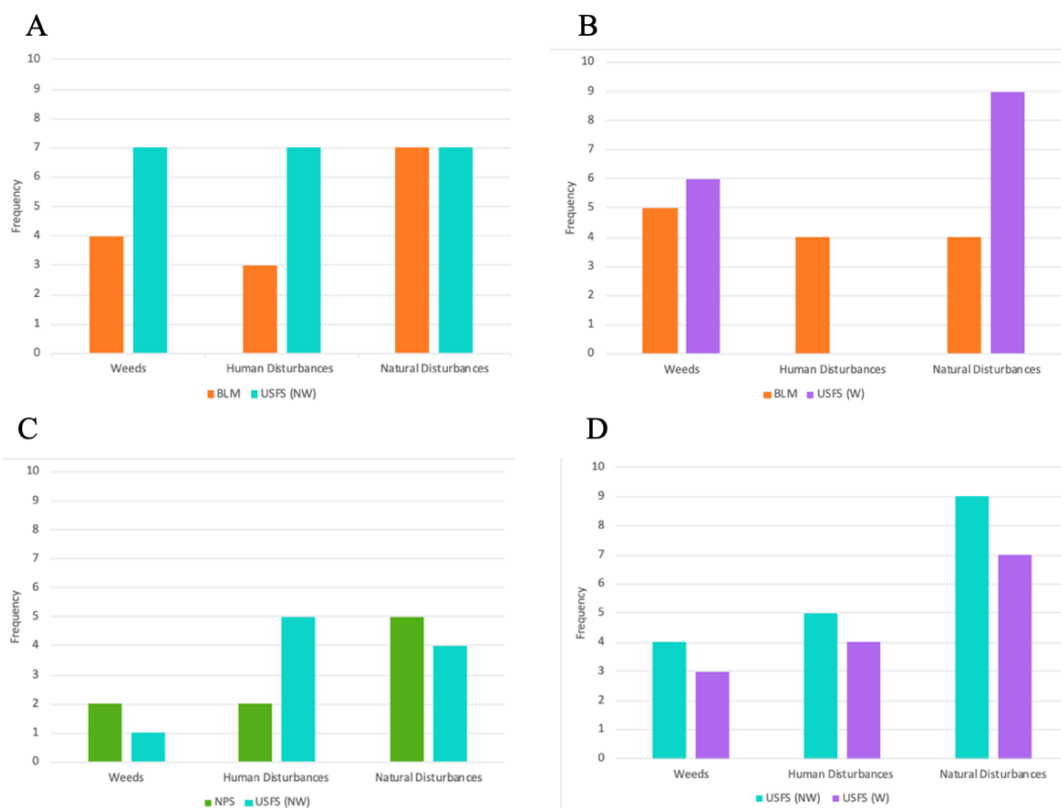 A
10
9
8
7
6
5
4
3
2
1
0
Frequency
Weeds
Human Disturbances
Natural Disturbances
BLM USFS (NW)
B
10
9
8
7
6
5
4
3
2
1
0
Frequency
Weeds
Human Disturbances
Natural Disturbances
BLM USFS (W)
C
10
9
8
7
6
5
4
3
2
1
0
Frequency
Weeds
Human Disturbances
Natural Disturbances
NPS USFS (NW)
D
10
9
8
7
6
5
4
3
2
1
0
Frequency
Weeds
Human Disturbances
Natural Disturbances
USFS (NW) USFS (W)